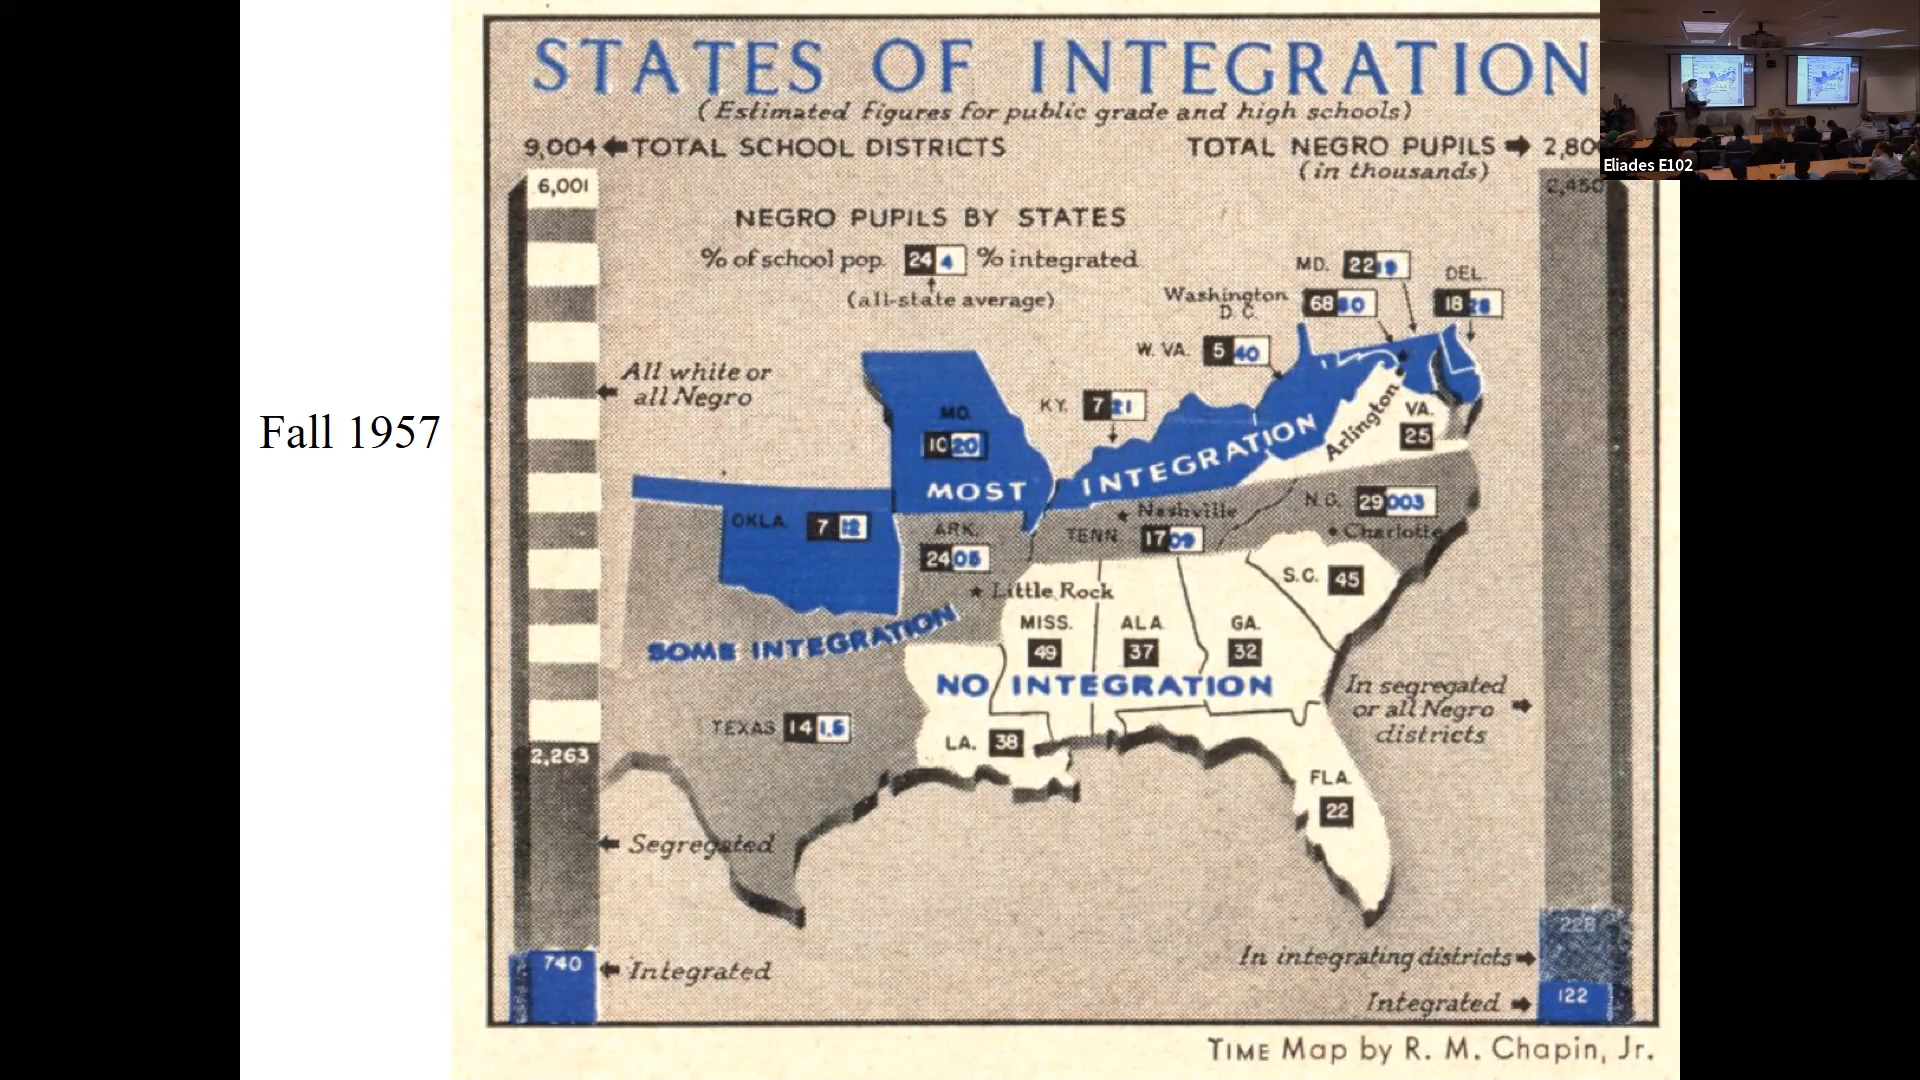 Fall 1957
STATES OF INTEGRATION
(Estimated figures for public grade and high schools)
9,004 TOTAL SCHOOL DISTRICTS
TOTAL NEGRO PUPILS
(in thousands)
6,001
2,450
NEGRO PUPILS BY STATES
% of school pop. 24 4 % integrated
(all-state average)
All white or
all Negro
MD. 22
DEL.
18 28
Washington
D.C.
68 80
W. VA. 5 40
KY. 7 21
MO.
10 20
Arlington
VA.
25
MOST INTEGRATION
OKLA. 7 12
ARK.
24 05
Nashville
TENN. 17 09
N.C. 29 003
Charlotte
Little Rock
S.C. 45
SOME INTEGRATION
MISS.
49
ALA.
37
GA.
32
NO INTEGRATION
In segregated
or all Negro
districts
TEXAS 14 1.5
LA. 38
2,263
FLA.
22
Segregated
228
In integrating districts
740
Integrated
Integrated
122
TIME Map by R. M. Chapin, Jr.
Eliades E102